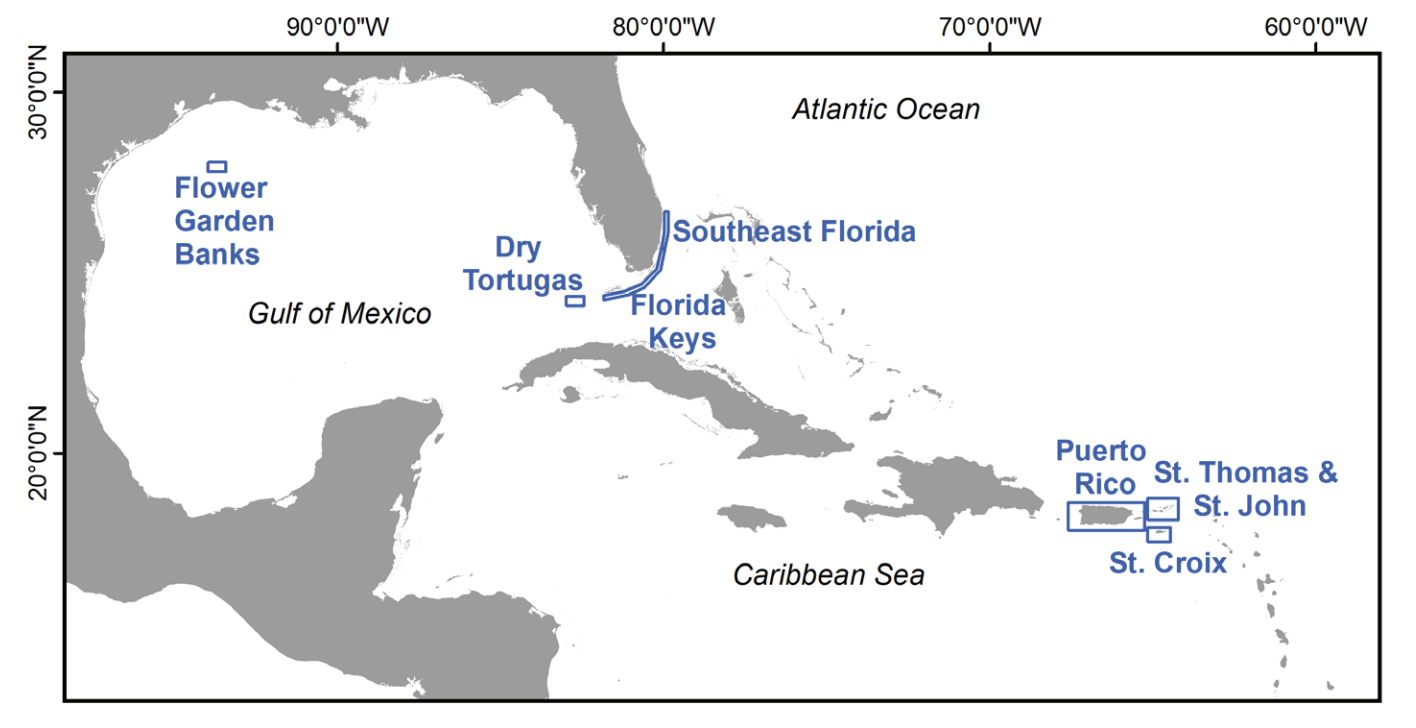 90°0'0"W 80°0'0"W 70°0'0"W 60°0'0"W
30°0'0"N
20°0'0"N
Atlantic Ocean
Flower
Garden
Banks
Southeast Florida
Dry
Tortugas
Gulf of Mexico
Florida
Keys
Puerto
Rico
St. Thomas &
St. John
St. Croix
Caribbean Sea